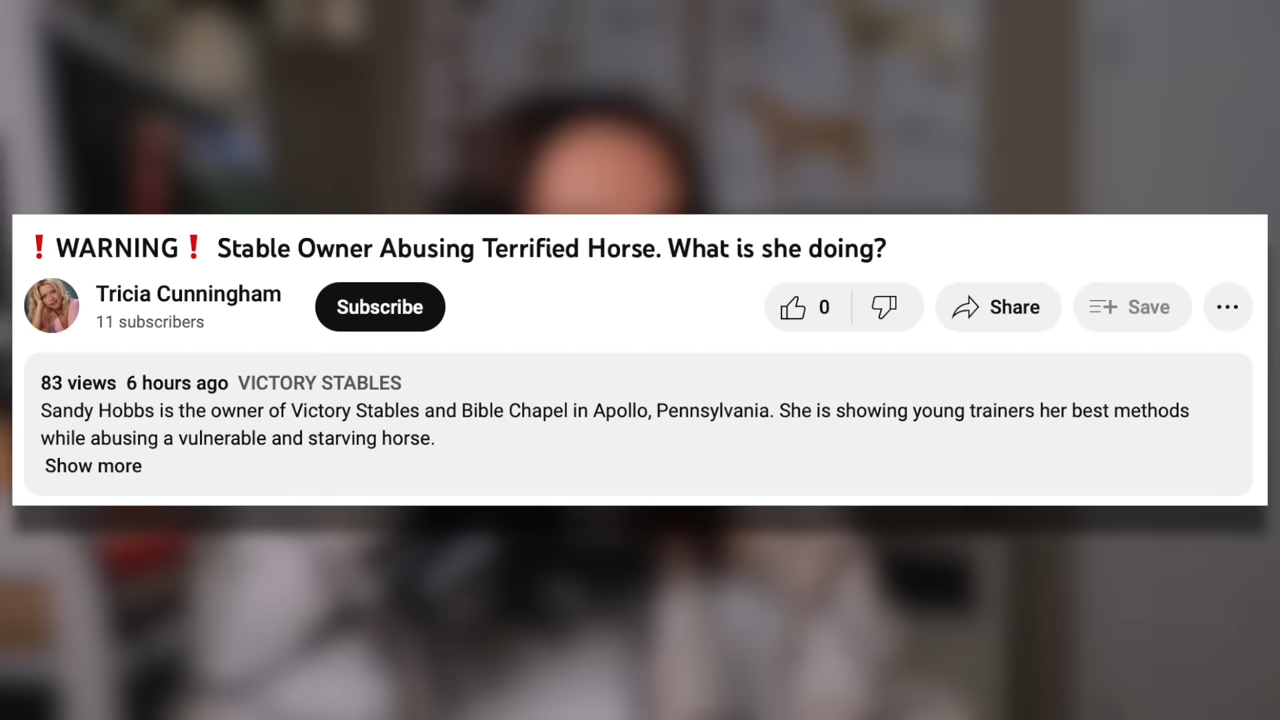 ❗WARNING❗ Stable Owner Abusing Terrified Horse. What is she doing?
Tricia Cunningham
11 subscribers
Subscribe
0
Share
Save
83 views 6 hours ago VICTORY STABLES
Sandy Hobbs is the owner of Victory Stables and Bible Chapel in Apollo, Pennsylvania. She is showing young trainers her best methods
while abusing a vulnerable and starving horse.
Show more